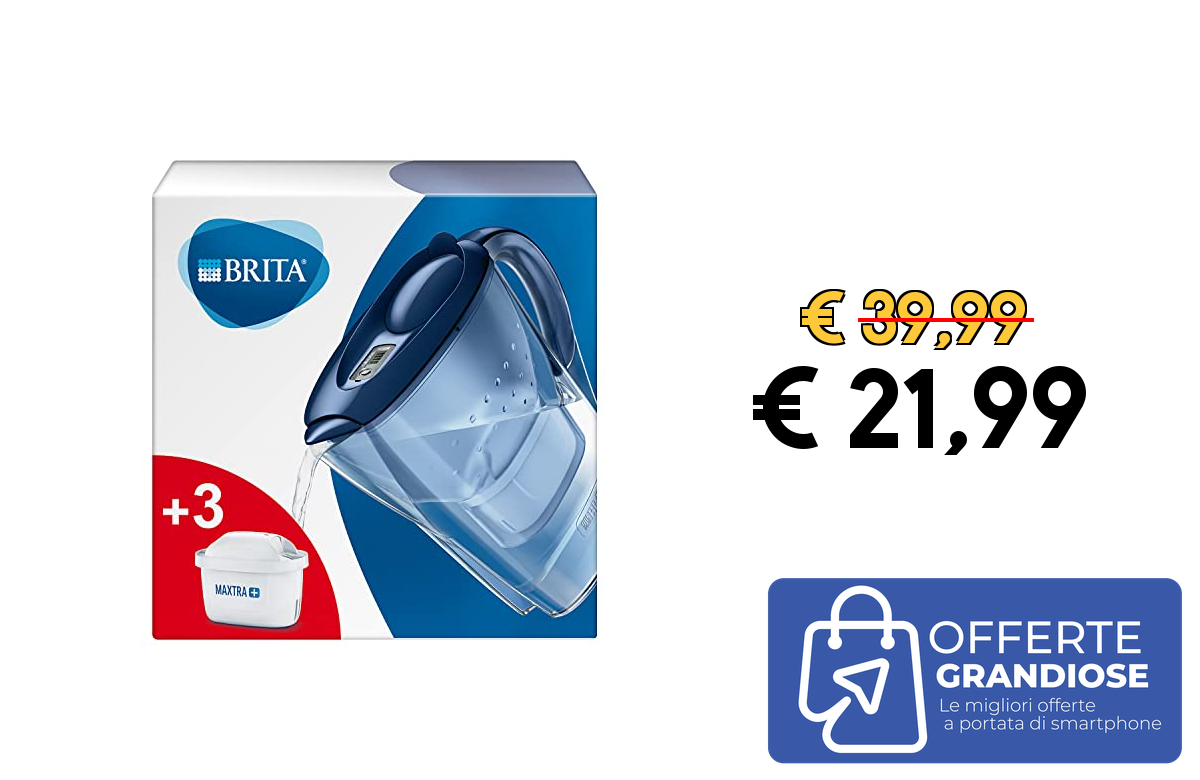 BRITA®
+3
MAXTRA+
€ 39,99
€ 21,99
OFFERTE
GRANDIOSE
Le migliori offerte
a portata di smartphone